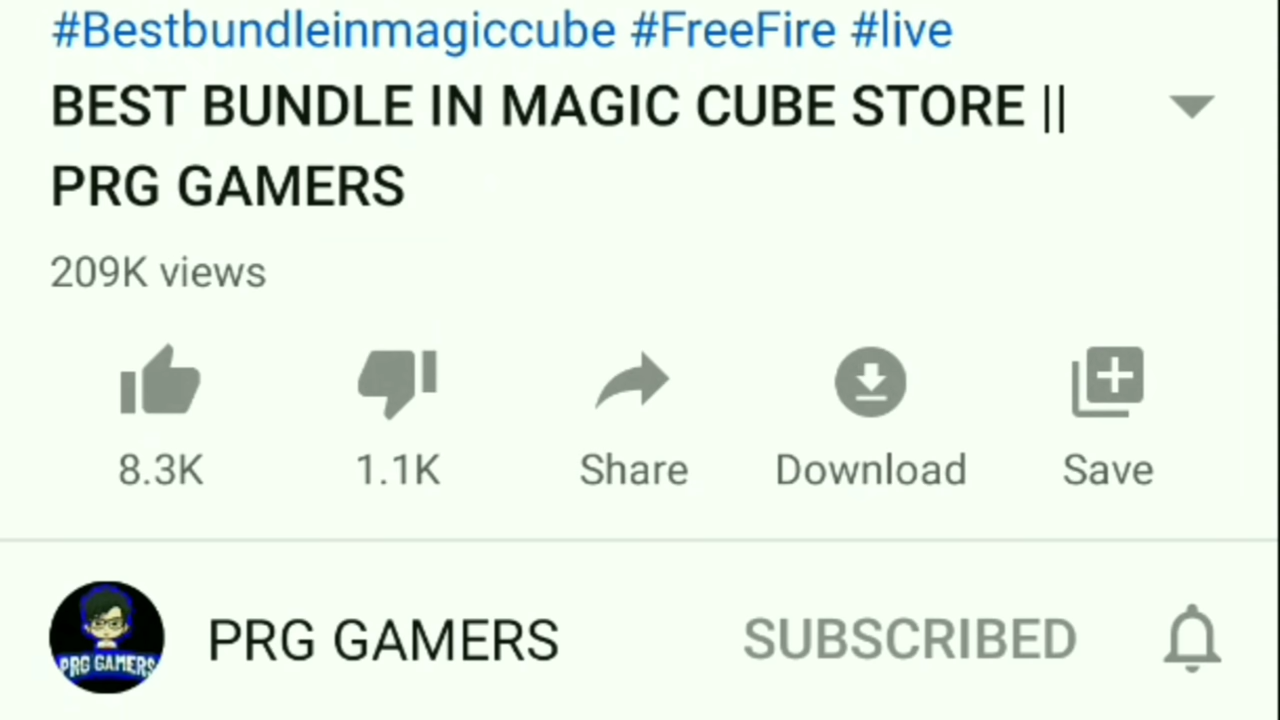 #Bestbundleinmagiccube #FreeFire #live
BEST BUNDLE IN MAGIC CUBE STORE ||
PRG GAMERS
209K views
8.3K 1.1K Share Download Save
PRG GAMERS
PRG GAMERS SUBSCRIBED